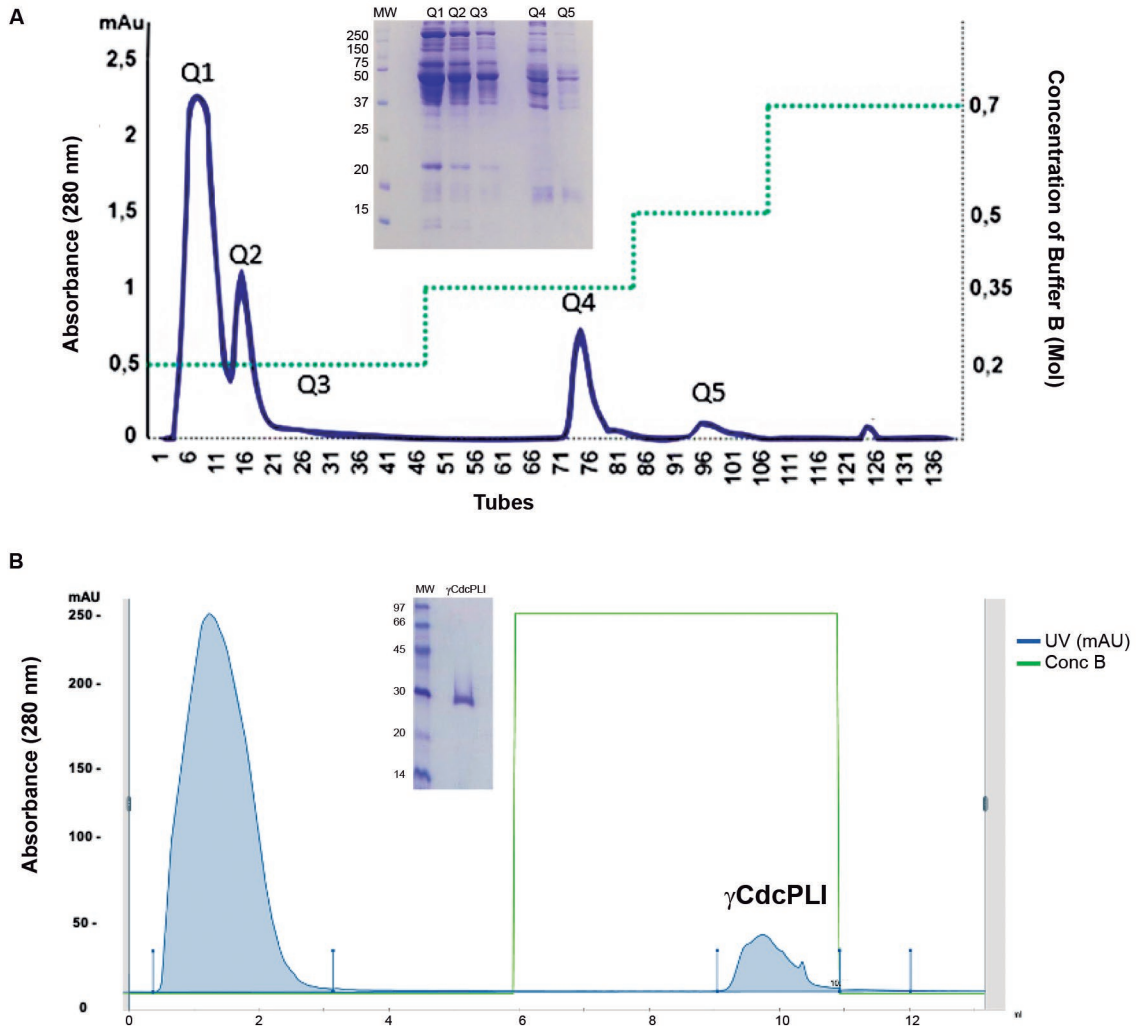 A
mAu
Absorbance (280 nm)
2,5
2
1,5
1
0,5
0
Q1
Q2
Q3
Q4
Q5
MW Q1 Q2 Q3 Q4 Q5
250
150
75
50
37
25
20
15
0,7
0,5
0,35
0,2
Concentration of Buffer B (Mol)
1 6 11 16 21 26 31 36 41 46 51 56 61 66 71 76 81 86 91 96 101 106 111 116 121 126 131 136
Tubes
B
mAU
Absorbance (280 nm)
250 -
200 -
150 -
100 -
50 -
0
MW γCdcPLI
97
66
45
30
20
14
γCdcPLI
10
UV (mAU)
Conc B
0 2 4 6 8 10 12 ml